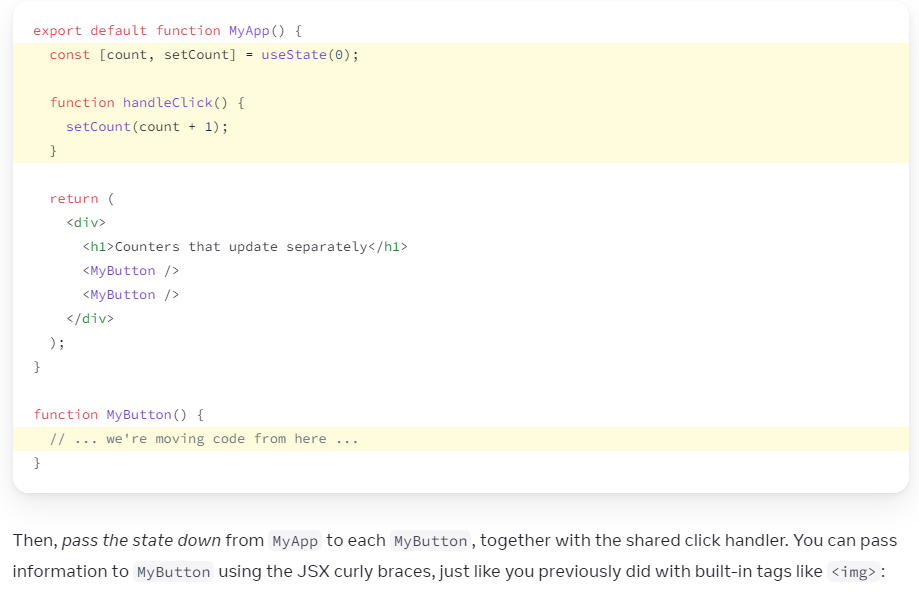 export default function MyApp() {
  const [count, setCount] = useState(0);

  function handleClick() {
    setCount(count + 1);
  }

  return (
    <div>
      <h1>Counters that update separately</h1>
      <MyButton />
      <MyButton />
    </div>
  );
}

function MyButton() {
  // ... we're moving code from here ...
}
Then, pass the state down from MyApp to each MyButton, together with the shared click handler. You can pass
information to MyButton using the JSX curly braces, just like you previously did with built-in tags like <img>: